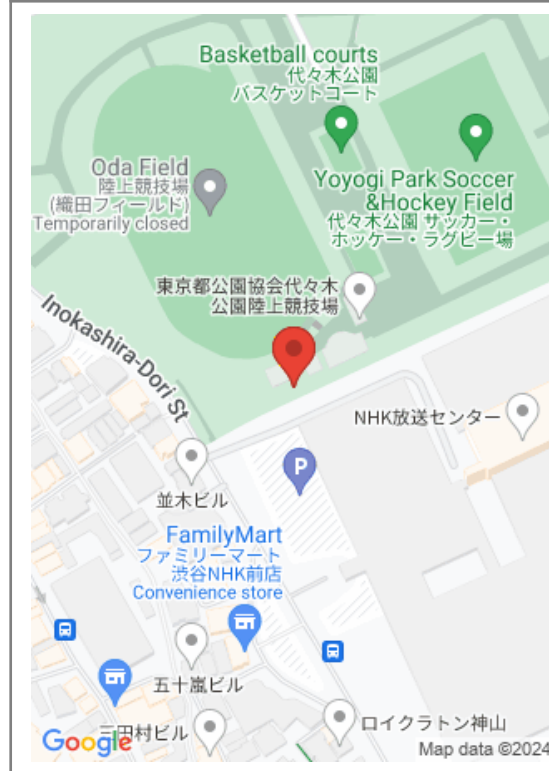 Basketball courts
代々木公園
バスケットコート
Oda Field
陸上競技場
(織田フィールド)
Temporarily closed
Yoyogi Park Soccer
&Hockey Field
代々木公園 サッカー・
ホッケー・ラグビー場
東京都公園協会代々木
公園陸上競技場
Inokashira-Dori St
NHK放送センター
P
並木ビル
FamilyMart
ファミリーマート
渋谷NHK前店
Convenience store
五十嵐ビル
三田村ビル
ロイクラトン神山
Google
Map data ©2024